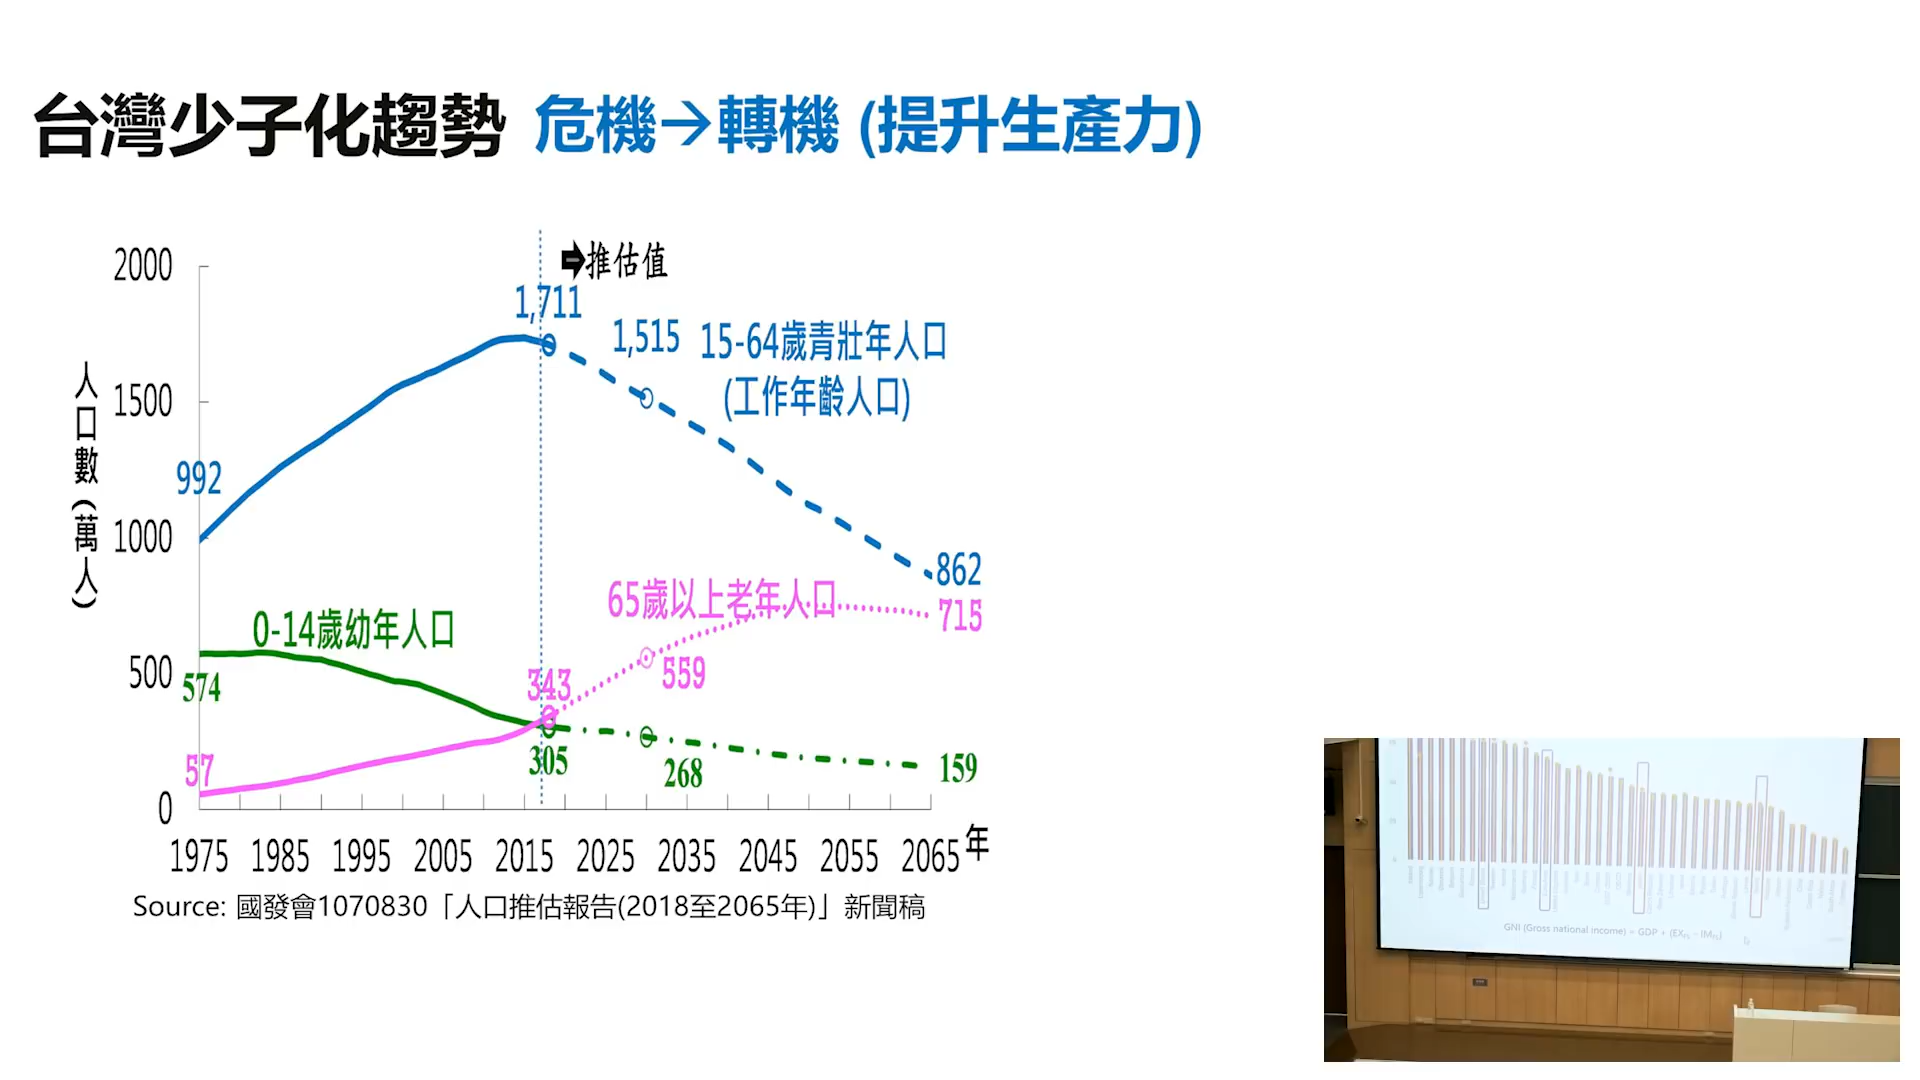 台灣少子化趨勢 危機→轉機 (提升生產力)
人口數(萬人)
2000
1500
1000
500
0
➡推估值
1,711
1,515
15-64歲青壯年人口
(工作年齡人口)
992
862
65歲以上老年人口
715
0-14歲幼年人口
574
343
559
57
305
268
159
1975 1985 1995 2005 2015 2025 2035 2045 2055 2065 年
Source: 國發會1070830「人口推估報告(2018至2065年)」新聞稿
GNI (Gross national income) = GDP +